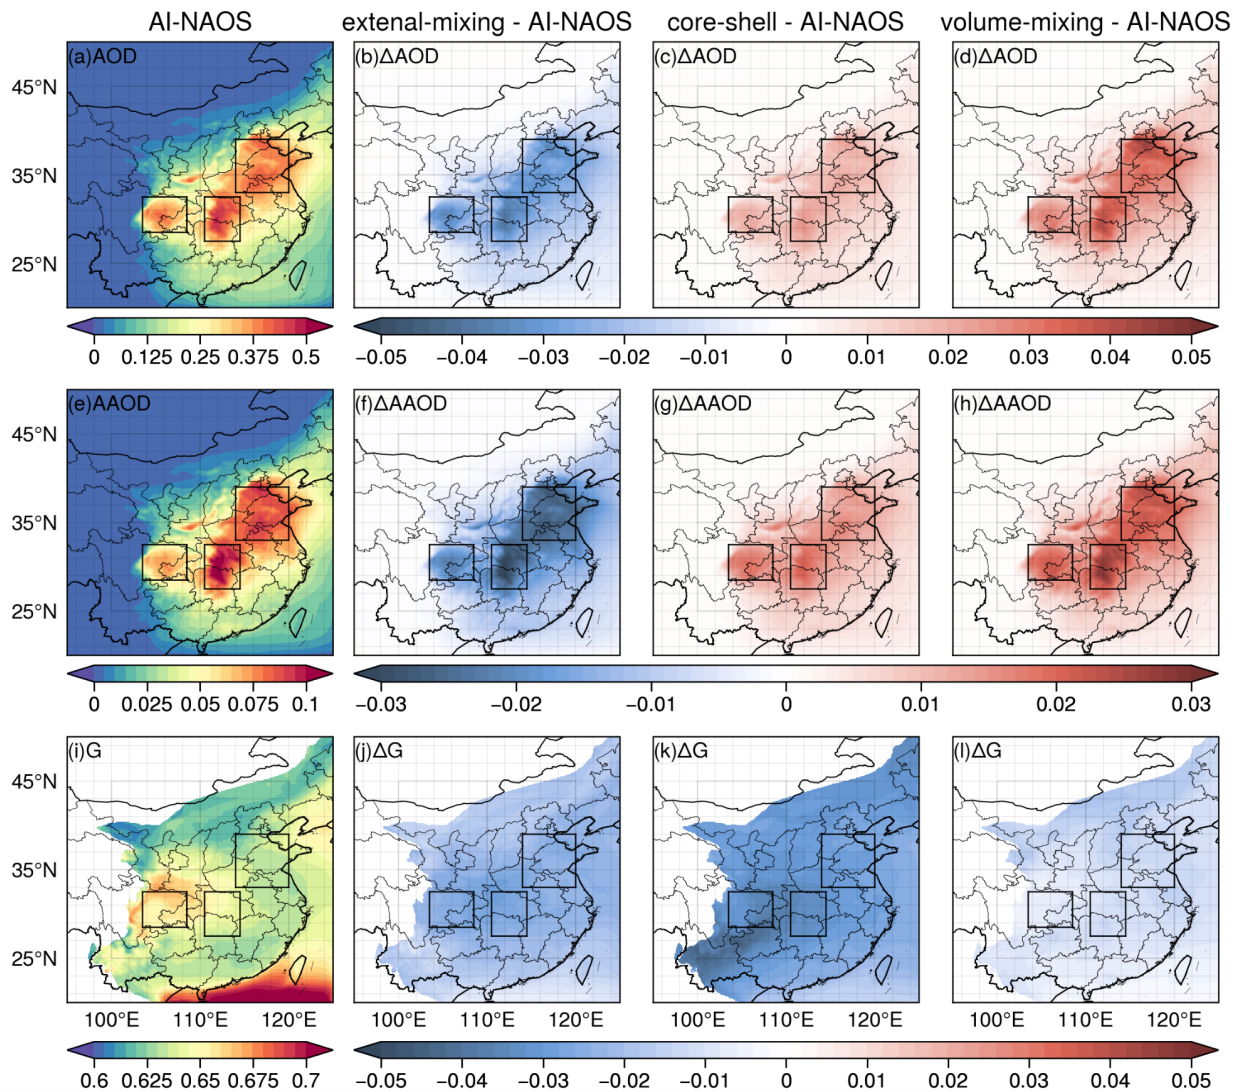 AI-NAOS extenal-mixing - AI-NAOS core-shell - AI-NAOS volume-mixing - AI-NAOS
(a)AOD (b)ΔAOD (c)ΔAOD (d)ΔAOD
45°N
35°N
25°N
0 0.125 0.25 0.375 0.5 −0.05 −0.04 −0.03 −0.02 −0.01 0 0.01 0.02 0.03 0.04 0.05
(e)AAOD (f)ΔAAOD (g)ΔAAOD (h)ΔAAOD
45°N
35°N
25°N
0 0.025 0.05 0.075 0.1 −0.03 −0.02 −0.01 0 0.01 0.02 0.03
(i)G (j)ΔG (k)ΔG (l)ΔG
45°N
35°N
25°N
100°E 110°E 120°E 100°E 110°E 120°E 100°E 110°E 120°E 100°E 110°E 120°E
0.6 0.625 0.65 0.675 0.7 −0.05 −0.04 −0.03 −0.02 −0.01 0 0.01 0.02 0.03 0.04 0.05